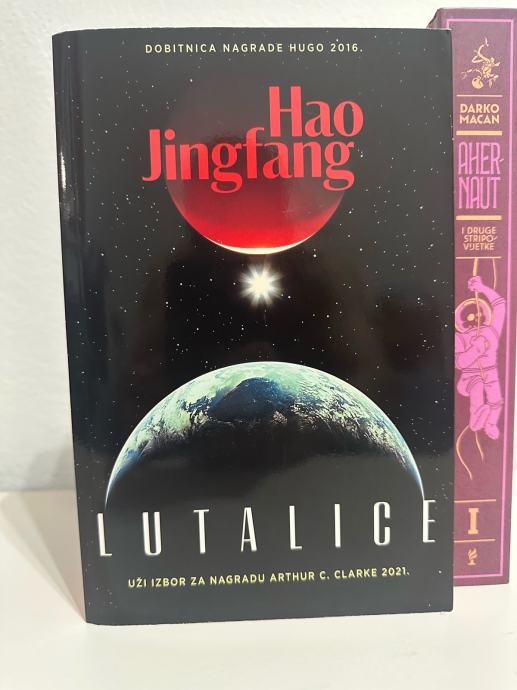 DOBITNICA NAGRADE HUGO 2016.
Hao
Jingfang
LUTALICE
UŽI IZBOR ZA NAGRADU ARTHUR C. CLARKE 2021.
DARKO
MACAN
AHER-
NAUT
I DRUGE
STRIPO-
VIJETKE
I